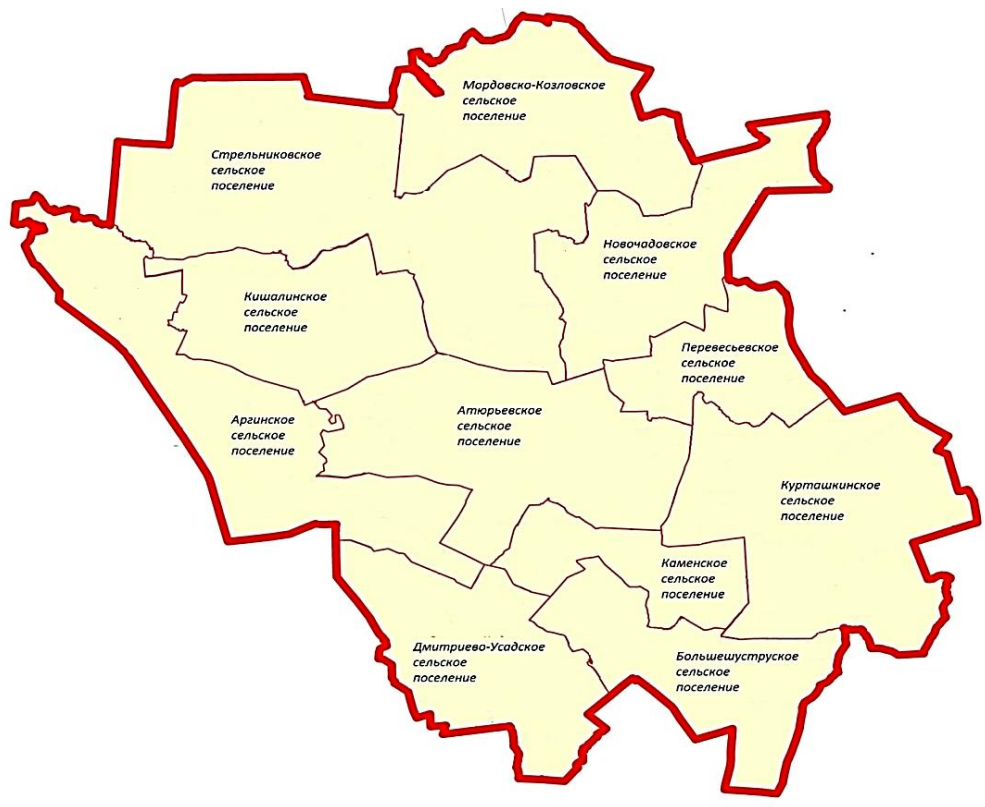 Мордовско-Козловское
сельское
поселение
Стрельниковское
сельское
поселение
Новочадовское
сельское
поселение
Кишалинское
сельское
поселение
Перевесьевское
сельское
поселение
Аргинское
сельское
поселение
Атюрьевское
сельское
поселение
Курташкинское
сельское
поселение
Каменское
сельское
поселение
Дмитриево-Усадское
сельское
поселение
Большешуструское
сельское
поселение